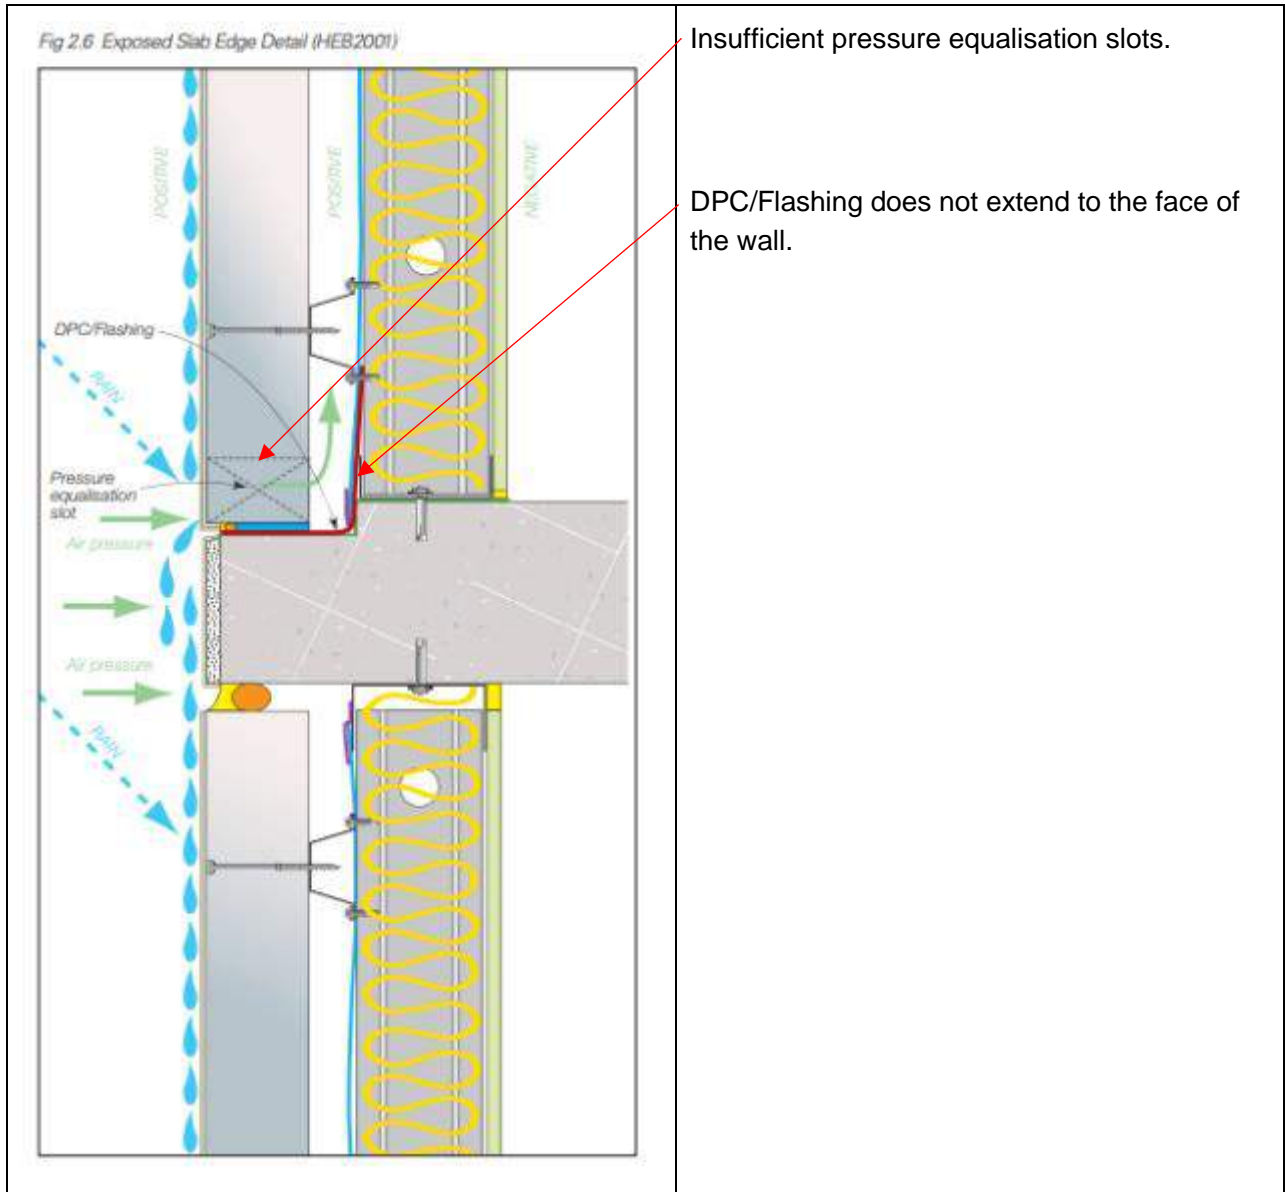 Fig 2.6 Exposed Slab Edge Detail (HEB2001)
Insufficient pressure equalisation slots.
DPC/Flashing does not extend to the face of
the wall.
POSITIVE
POSITIVE
NEGATIVE
DPC/Flashing
RAIN
Pressure
equalisation
slot
Air pressure
Air pressure
RAIN